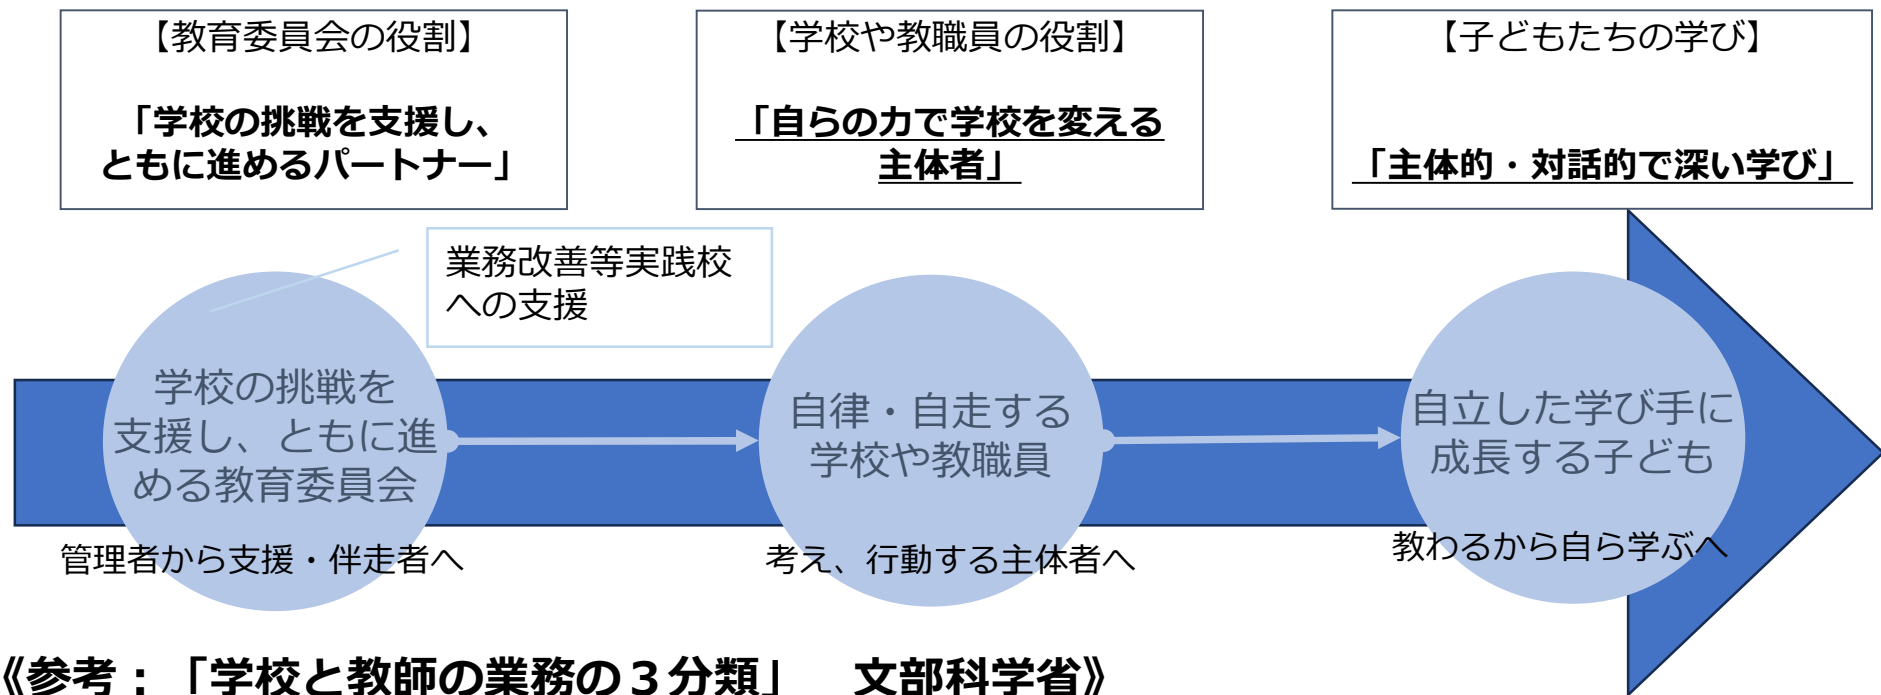 【教育委員会の役割】
「学校の挑戦を支援し、
ともに進めるパートナー」
【学校や教職員の役割】
「自らの力で学校を変える
主体者」
【子どもたちの学び】
「主体的・対話的で深い学び」
業務改善等実践校
への支援
学校の挑戦を
支援し、ともに進
める教育委員会
自律・自走する
学校や教職員
自立した学び手に
成長する子ども
管理者から支援・伴走者へ
考え、行動する主体者へ
教わるから自ら学ぶへ
《参考：「学校と教師の業務の３分類」　文部科学省》